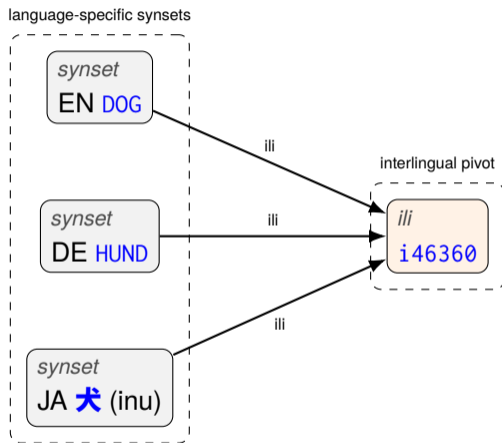 language-specific synsets
synset
EN DOG
ili
interlingual pivot
synset
DE HUND
ili
ili
i46360
ili
synset
JA 犬 (inu)